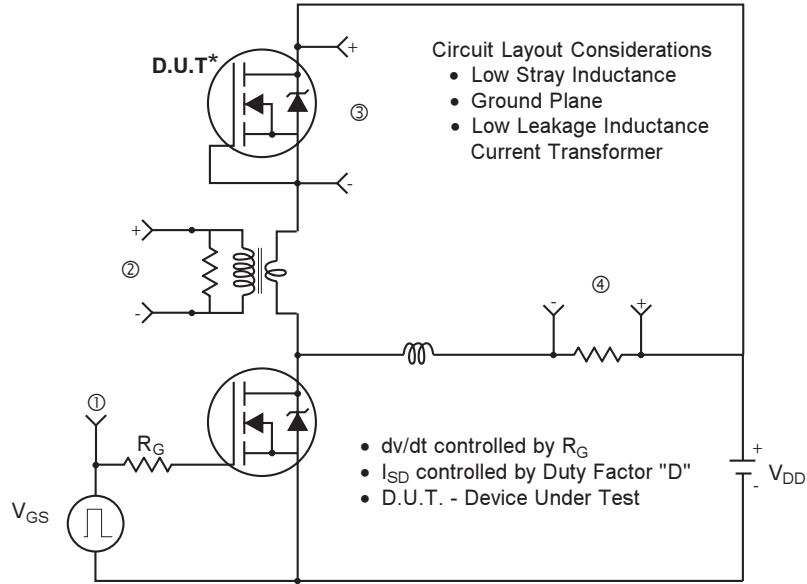 D.U.T*
+
Circuit Layout Considerations
• Low Stray Inductance
• Ground Plane
• Low Leakage Inductance
Current Transformer
③
-
+
②
-
④
- +
①
R_G
V_GS
• dv/dt controlled by R_G
• I_SD controlled by Duty Factor "D"
• D.U.T. - Device Under Test
+
V_DD
-